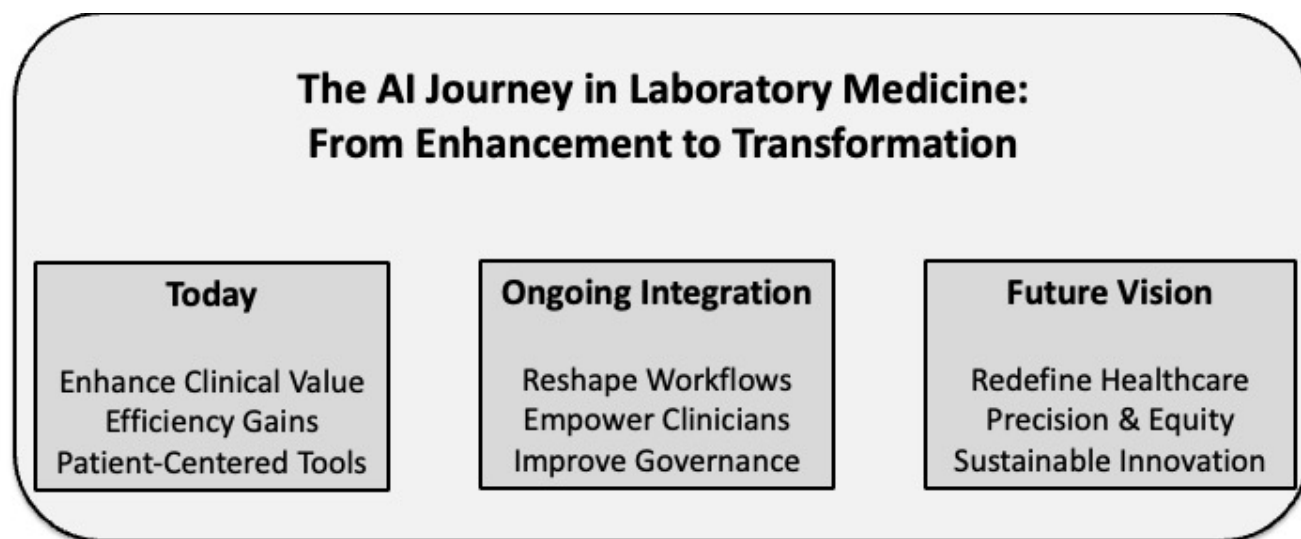 The AI Journey in Laboratory Medicine:
From Enhancement to Transformation
Today
Enhance Clinical Value
Efficiency Gains
Patient-Centered Tools
Ongoing Integration
Reshape Workflows
Empower Clinicians
Improve Governance
Future Vision
Redefine Healthcare
Precision & Equity
Sustainable Innovation